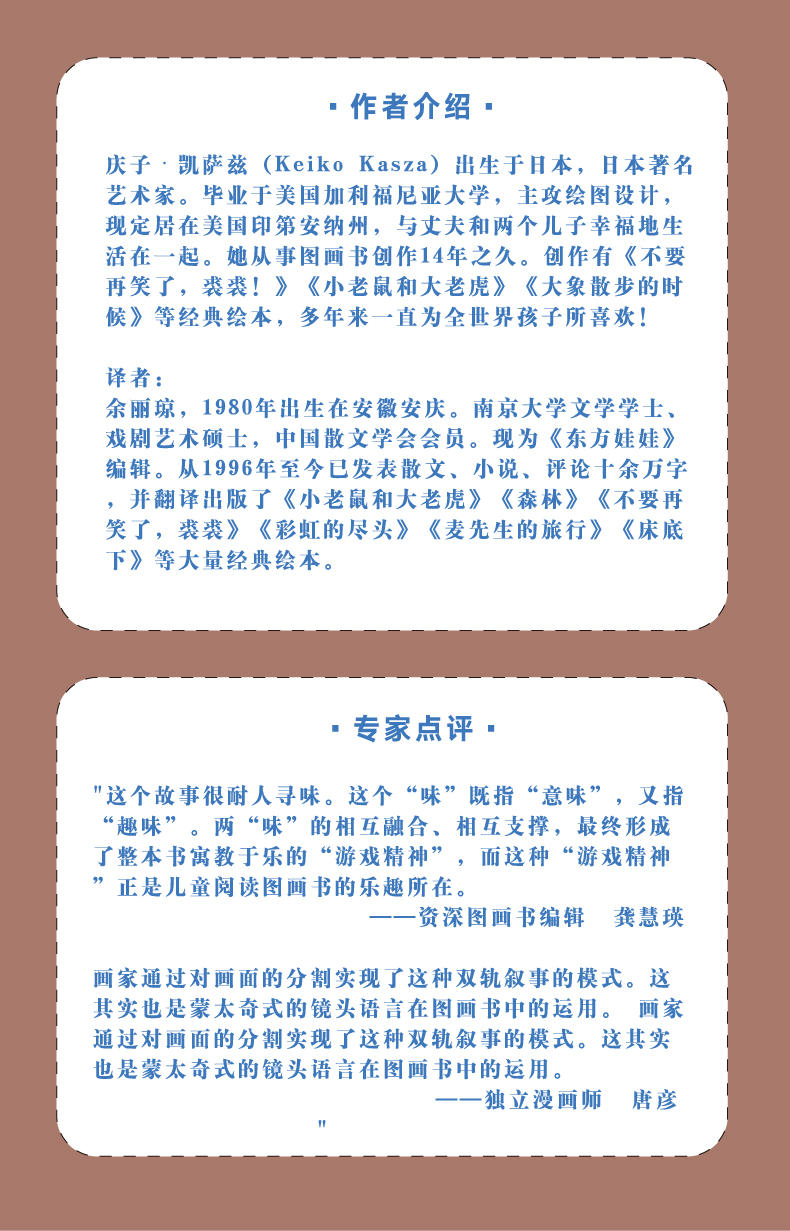 ·作者介绍·
庆子·凯萨兹（Keiko Kasza）出生于日本，日本著名
艺术家。毕业于美国加利福尼亚大学，主攻绘图设计，
现定居在美国印第安纳州，与丈夫和两个儿子幸福地生
活在一起。她从事图画书创作14年之久。创作有《不要
再笑了，裘裘！》《小老鼠和大老虎》《大象散步的时
候》等经典绘本，多年来一直为全世界孩子所喜欢！
译者：
余丽琼，1980年出生在安徽安庆。南京大学文学学士、
戏剧艺术硕士，中国散文学会会员。现为《东方娃娃》
编辑。从1996年至今已发表散文、小说、评论十余万字
，并翻译出版了《小老鼠和大老虎》《森林》《不要再
笑了，裘裘》《彩虹的尽头》《麦先生的旅行》《床底
下》等大量经典绘本。
·专家点评·
"这个故事很耐人寻味。这个“味”既指“意味”，又指
“趣味”。两“味”的相互融合、相互支撑，最终形成
了整本书寓教于乐的“游戏精神”，而这种“游戏精神
”正是儿童阅读图画书的乐趣所在。
——资深图画书编辑　龚慧瑛
画家通过对画面的分割实现了这种双轨叙事的模式。这
其实也是蒙太奇式的镜头语言在图画书中的运用。 画家
通过对画面的分割实现了这种双轨叙事的模式。这其实
也是蒙太奇式的镜头语言在图画书中的运用。
——独立漫画师　唐彦
"